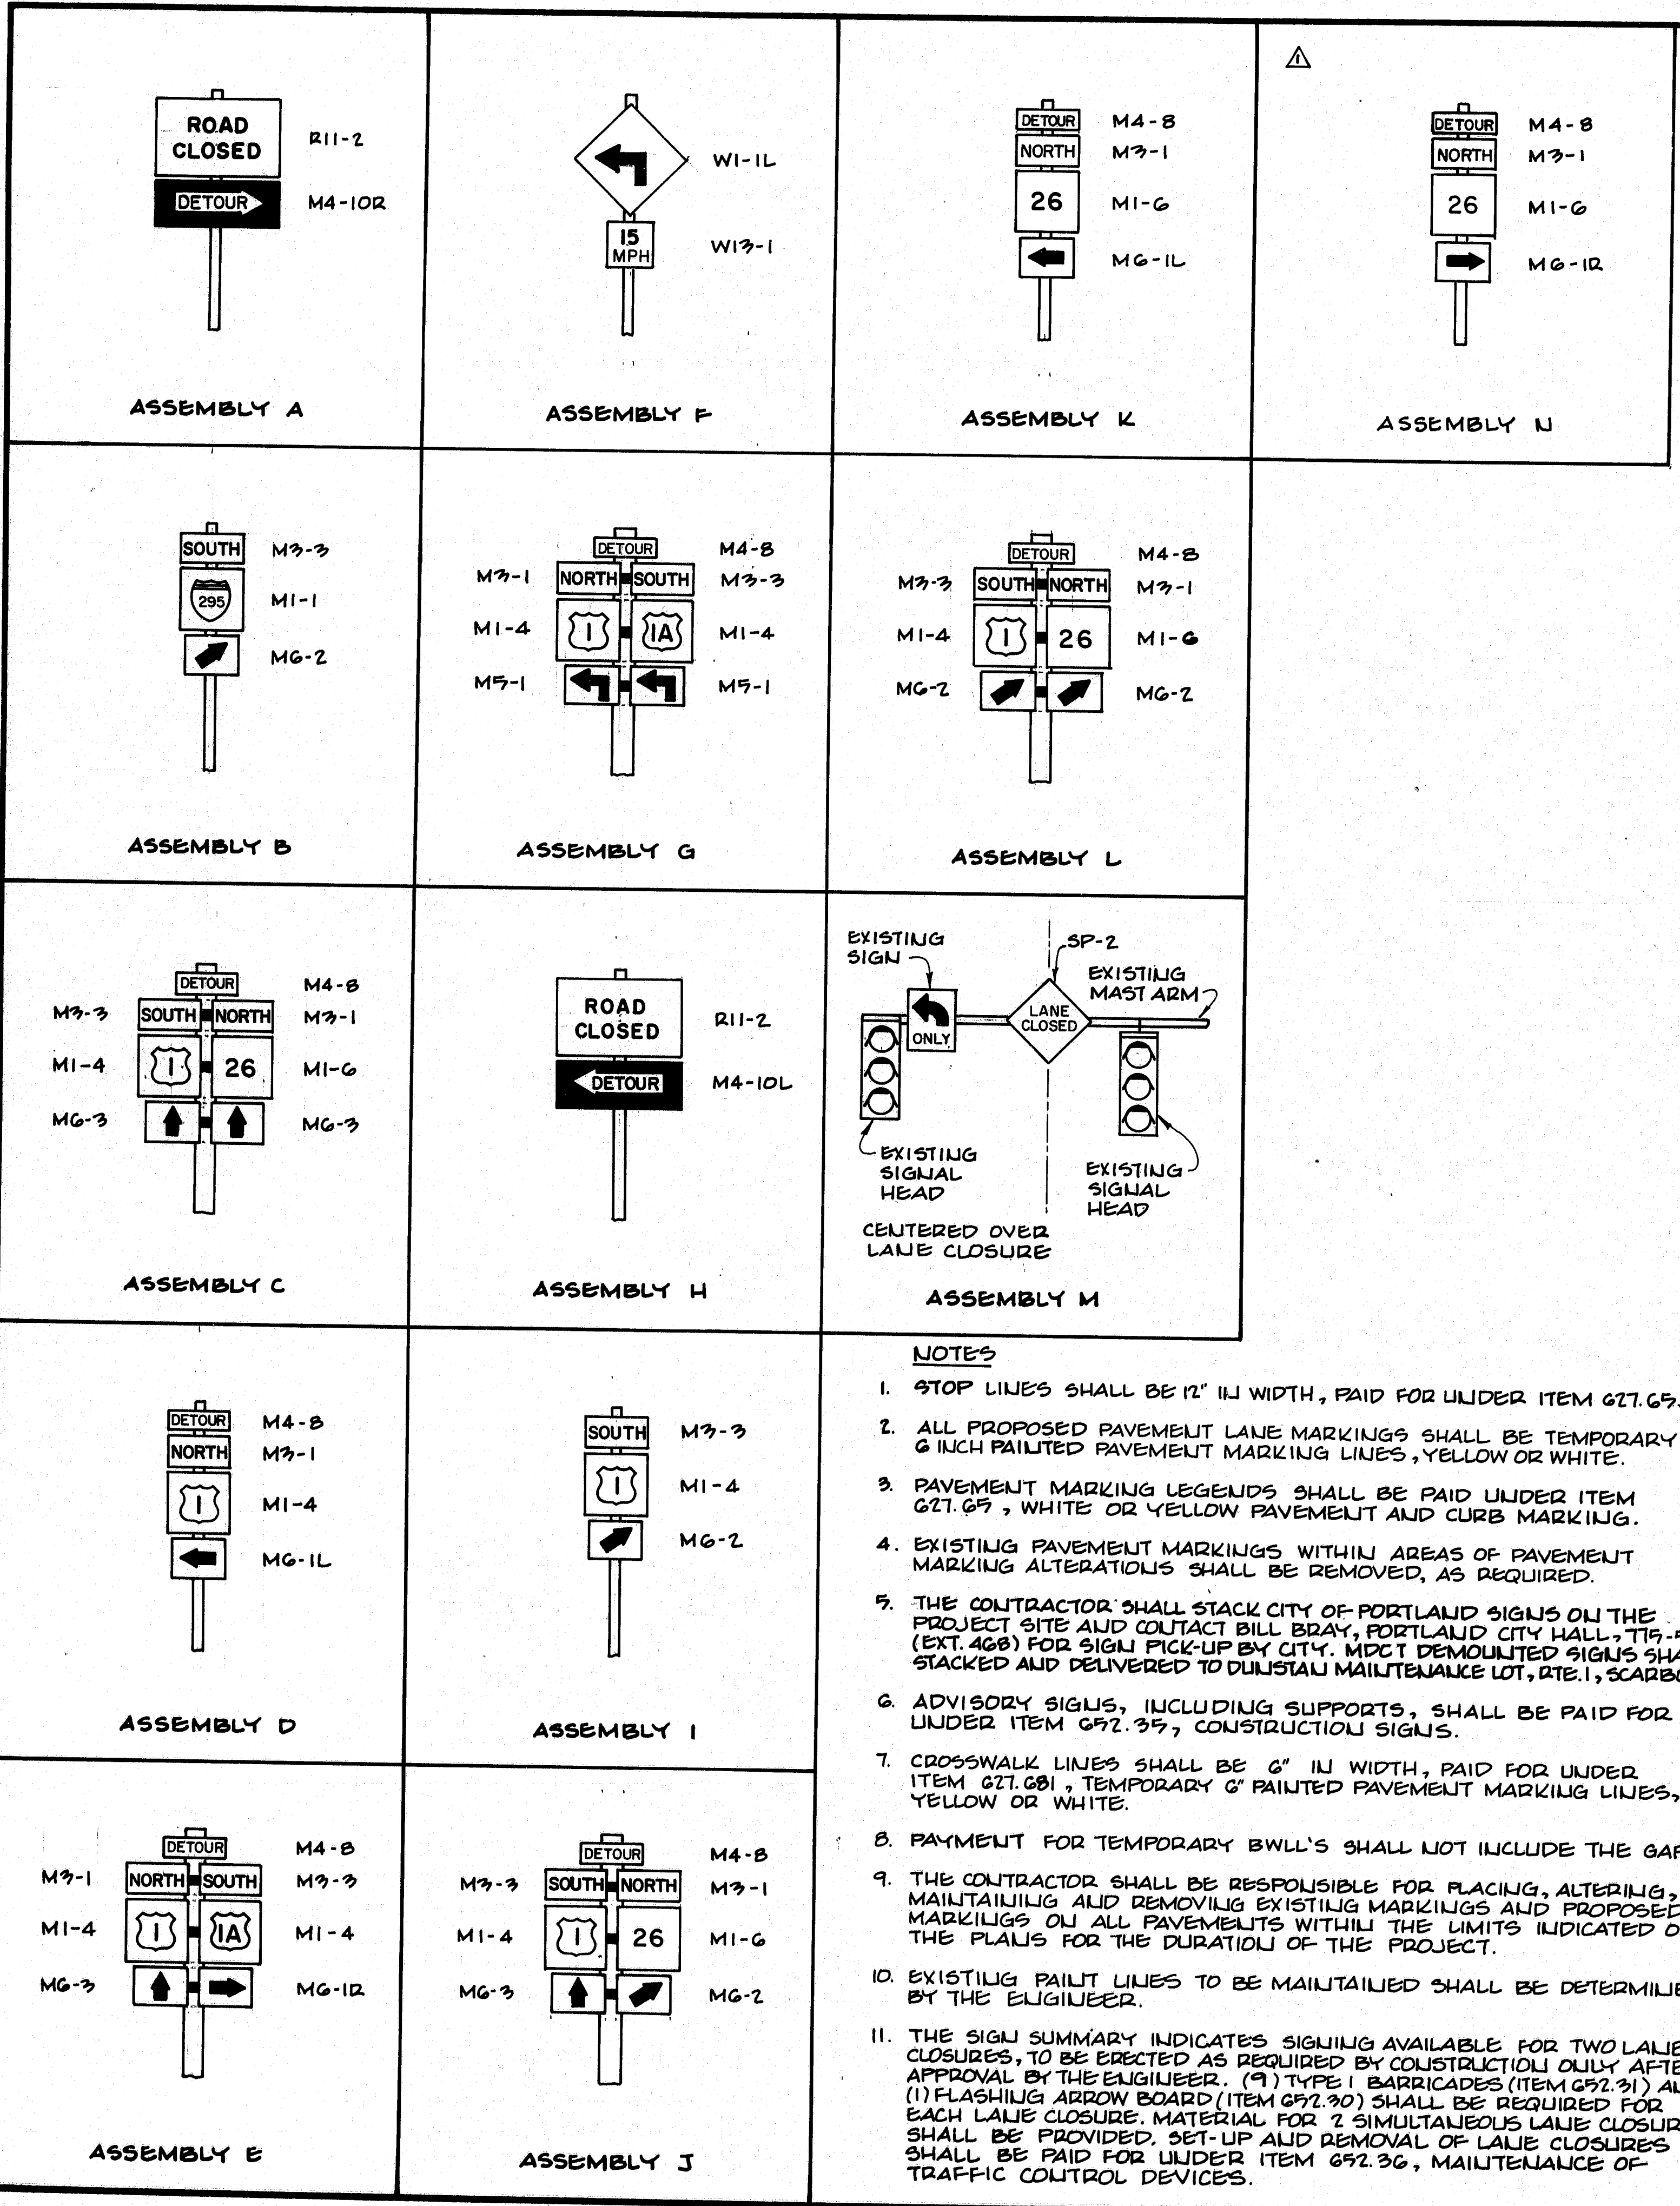 ROAD
CLOSED
R11-2
DETOUR
M4-10R
ASSEMBLY A
W1-1L
15
MPH
W13-1
ASSEMBLY F
DETOUR M4-8
NORTH M3-1
26 M1-6
M6-1L
ASSEMBLY K
1
DETOUR M4-8
NORTH M3-1
26 M1-6
M6-1R
ASSEMBLY N
SOUTH M3-3
295 M1-1
M6-2
ASSEMBLY B
DETOUR M4-8
M3-1 NORTH SOUTH M3-3
M1-4 1 1A M1-4
M5-1 M5-1
ASSEMBLY G
DETOUR M4-8
M3-3 SOUTH NORTH M3-1
M1-4 1 26 M1-6
M6-2 M6-2
ASSEMBLY L
DETOUR M4-8
M3-3 SOUTH NORTH M3-1
M1-4 1 26 M1-6
M6-3 M6-3
ASSEMBLY C
ROAD
CLOSED
R11-2
DETOUR
M4-10L
ASSEMBLY H
EXISTING
SIGN
SP-2
EXISTING
MAST ARM
LANE
CLOSED
ONLY
EXISTING
SIGNAL
HEAD
EXISTING
SIGNAL
HEAD
CENTERED OVER
LANE CLOSURE
ASSEMBLY M
DETOUR M4-8
NORTH M3-1
1 M1-4
M6-1L
ASSEMBLY D
SOUTH M3-3
1 M1-4
M6-2
ASSEMBLY I
DETOUR M4-8
M3-1 NORTH SOUTH M3-3
M1-4 1 1A M1-4
M6-3 M6-1R
ASSEMBLY E
DETOUR M4-8
M3-3 SOUTH NORTH M3-1
M1-4 1 26 M1-6
M6-3 M6-2
ASSEMBLY J
NOTES
1. STOP LINES SHALL BE 12" IN WIDTH, PAID FOR UNDER ITEM 627.65
2. ALL PROPOSED PAVEMENT LANE MARKINGS SHALL BE TEMPORARY
6 INCH PAINTED PAVEMENT MARKING LINES, YELLOW OR WHITE.
3. PAVEMENT MARKING LEGENDS SHALL BE PAID UNDER ITEM
627.65, WHITE OR YELLOW PAVEMENT AND CURB MARKING.
4. EXISTING PAVEMENT MARKINGS WITHIN AREAS OF PAVEMENT
MARKING ALTERATIONS SHALL BE REMOVED, AS REQUIRED.
5. THE CONTRACTOR SHALL STACK CITY OF PORTLAND SIGNS ON THE
PROJECT SITE AND CONTACT BILL BRAY, PORTLAND CITY HALL, 775-5
(EXT. 468) FOR SIGN PICK-UP BY CITY. MDOT DEMOUNTED SIGNS SHA
STACKED AND DELIVERED TO DUNSTAN MAINTENANCE LOT, RTE.1, SCARBO
6. ADVISORY SIGNS, INCLUDING SUPPORTS, SHALL BE PAID FOR
UNDER ITEM 652.35, CONSTRUCTION SIGNS.
7. CROSSWALK LINES SHALL BE 6" IN WIDTH, PAID FOR UNDER
ITEM 627.681, TEMPORARY 6" PAINTED PAVEMENT MARKING LINES,
YELLOW OR WHITE.
8. PAYMENT FOR TEMPORARY BWLL'S SHALL NOT INCLUDE THE GAP
9. THE CONTRACTOR SHALL BE RESPONSIBLE FOR PLACING, ALTERING,
MAINTAINING AND REMOVING EXISTING MARKINGS AND PROPOSED
MARKINGS ON ALL PAVEMENTS WITHIN THE LIMITS INDICATED O
THE PLANS FOR THE DURATION OF THE PROJECT.
10. EXISTING PAINT LINES TO BE MAINTAINED SHALL BE DETERMINE
BY THE ENGINEER.
11. THE SIGN SUMMARY INDICATES SIGNING AVAILABLE FOR TWO LANE
CLOSURES, TO BE ERECTED AS REQUIRED BY CONSTRUCTION ONLY AFTE
APPROVAL BY THE ENGINEER. (9) TYPE I BARRICADES (ITEM 652.31) AN
(1) FLASHING ARROW BOARD (ITEM 652.30) SHALL BE REQUIRED FOR
EACH LANE CLOSURE. MATERIAL FOR 2 SIMULTANEOUS LANE CLOSUR
SHALL BE PROVIDED. SET-UP AND REMOVAL OF LANE CLOSURES
SHALL BE PAID FOR UNDER ITEM 652.36, MAINTENANCE OF
TRAFFIC CONTROL DEVICES.